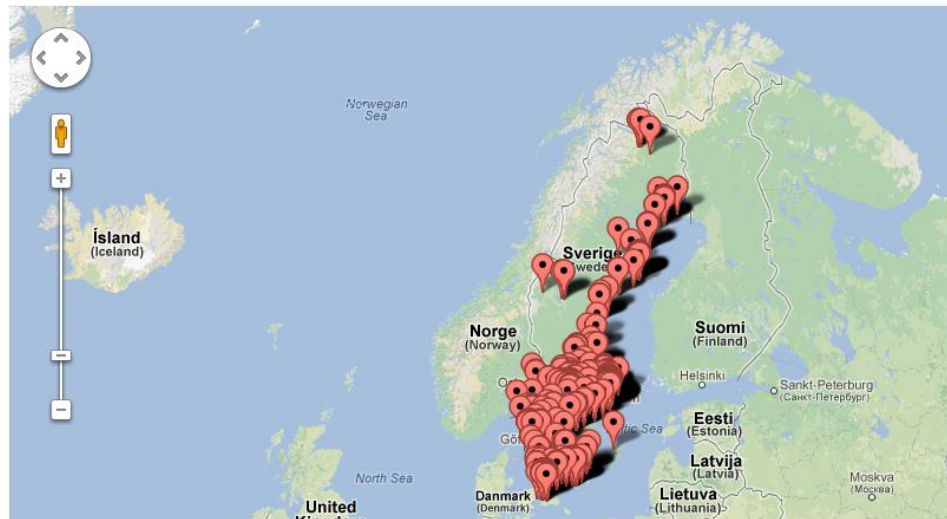 Norwegian
Sea
Ísland
(Iceland)
Sverige
Norge
(Norway)
Suomi
(Finland)
Helsinki
Sankt-Peterburg
(Санкт-Петербург)
Eesti
(Estonia)
Latvija
(Latvia)
Moskva
(Москва)
North Sea
Danmark
(Denmark)
Lietuva
(Lithuania)
United